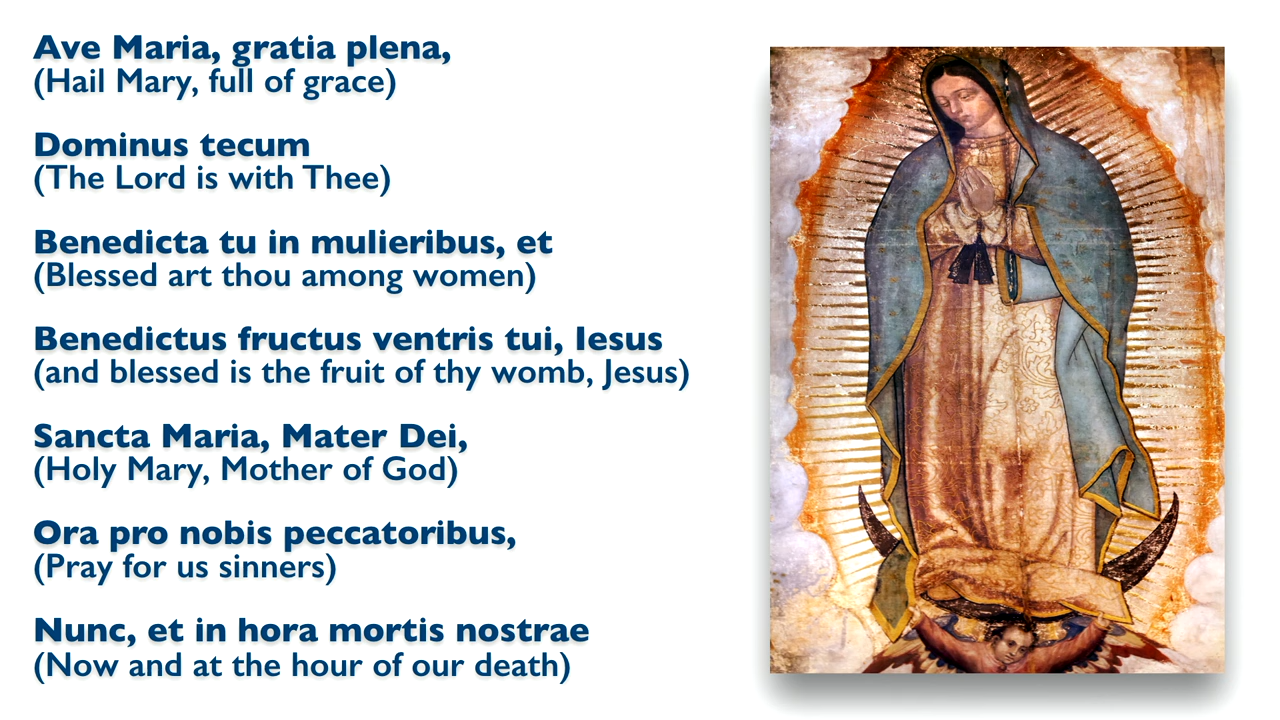 Ave Maria, gratia plena,
(Hail Mary, full of grace)
Dominus tecum
(The Lord is with Thee)
Benedicta tu in mulieribus, et
(Blessed art thou among women)
Benedictus fructus ventris tui, Iesus
(and blessed is the fruit of thy womb, Jesus)
Sancta Maria, Mater Dei,
(Holy Mary, Mother of God)
Ora pro nobis peccatoribus,
(Pray for us sinners)
Nunc, et in hora mortis nostrae
(Now and at the hour of our death)